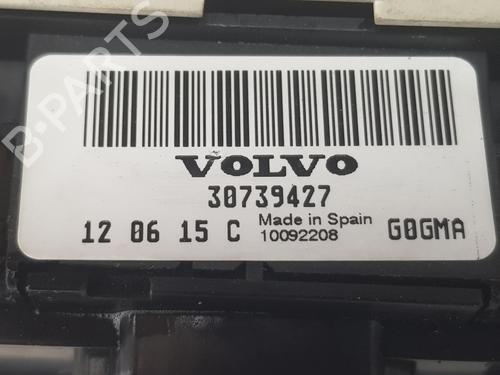 B-PARTS
VOLVO
30739427
12 06 15 C
Made in Spain
10092208
G0GMA